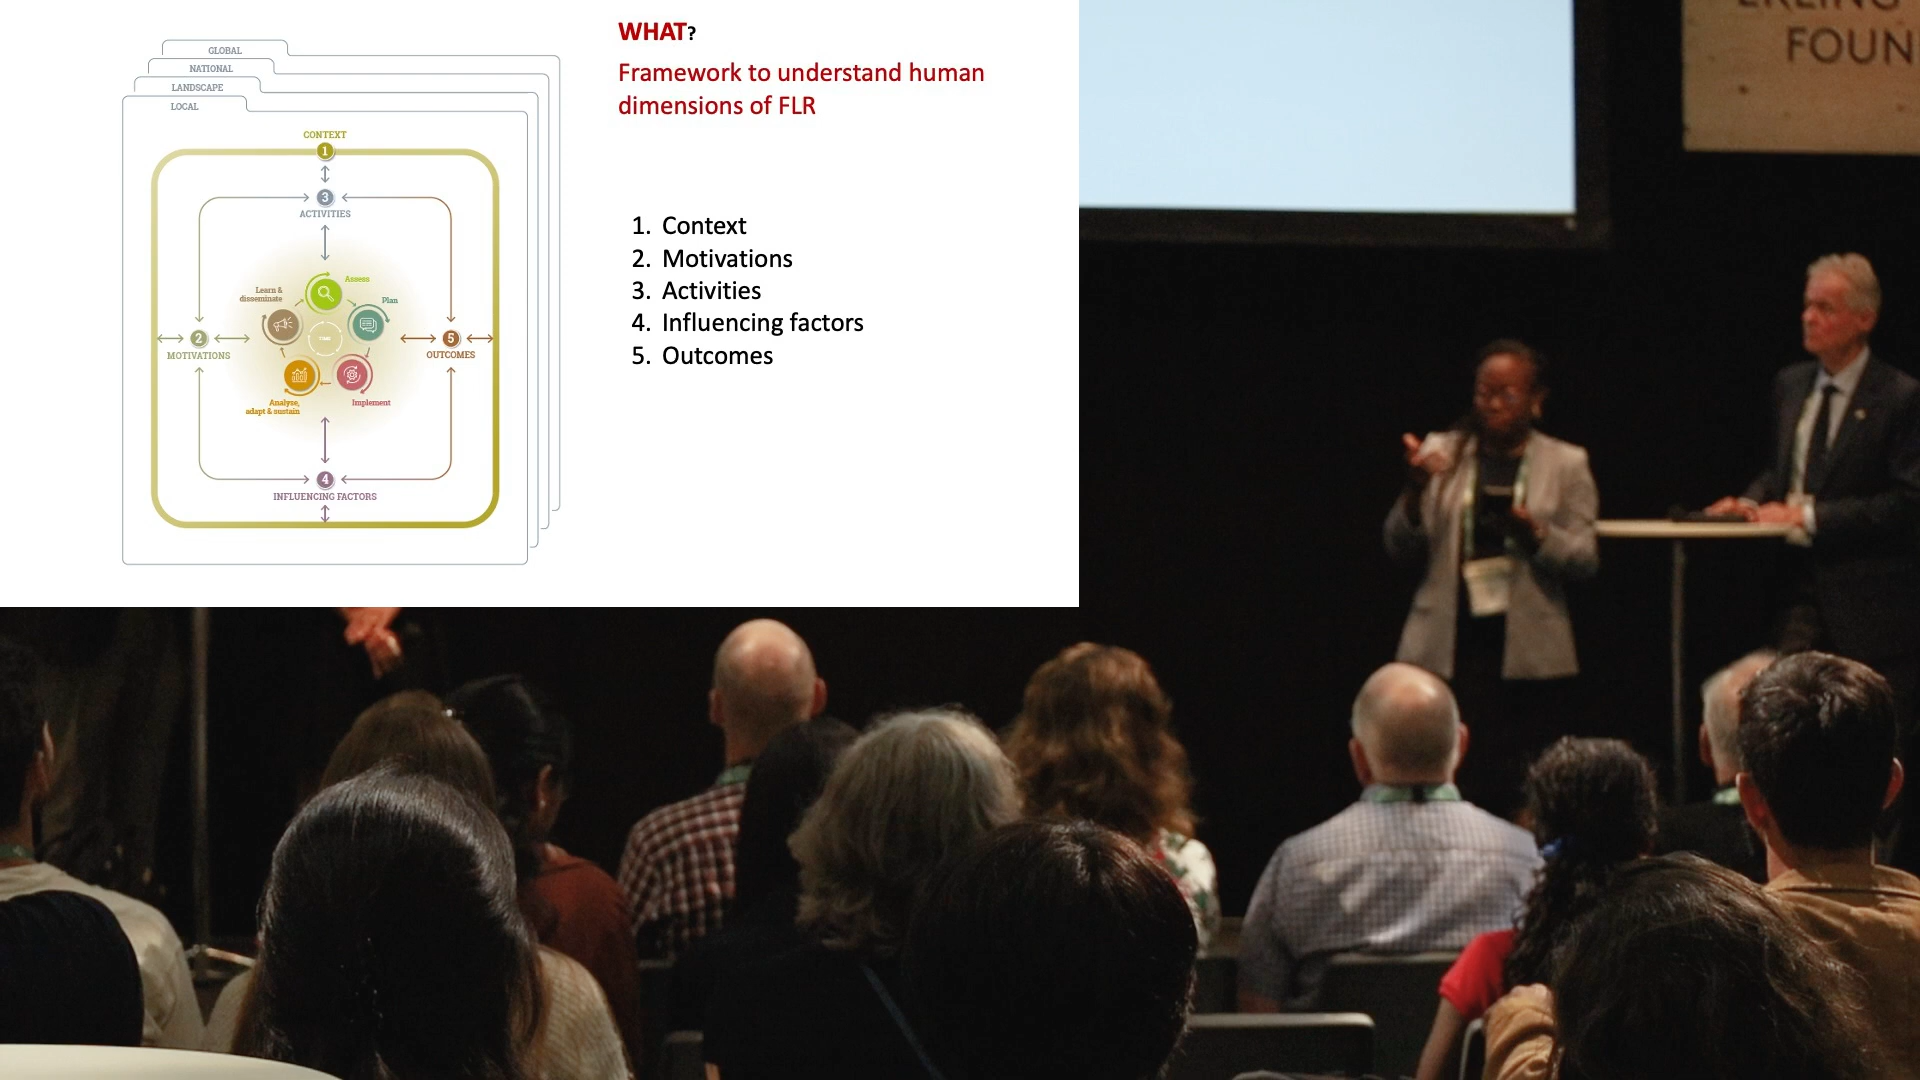 GLOBAL
NATIONAL
LANDSCAPE
LOCAL
CONTEXT
1
3
ACTIVITIES
Assess
Learn &
disseminate
Plan
TIME
2
MOTIVATIONS
5
OUTCOMES
Analyse,
adapt & sustain
Implement
4
INFLUENCING FACTORS
WHAT?
Framework to understand human
dimensions of FLR
1. Context
2. Motivations
3. Activities
4. Influencing factors
5. Outcomes
ERLING
FOUN